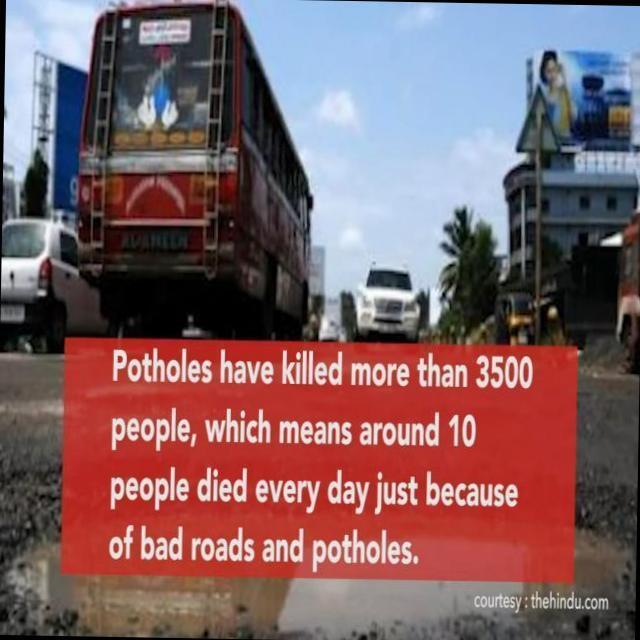 Potholes have killed more than 3500
people, which means around 10
people died every day just because
of bad roads and potholes.
courtesy : thehindu.com